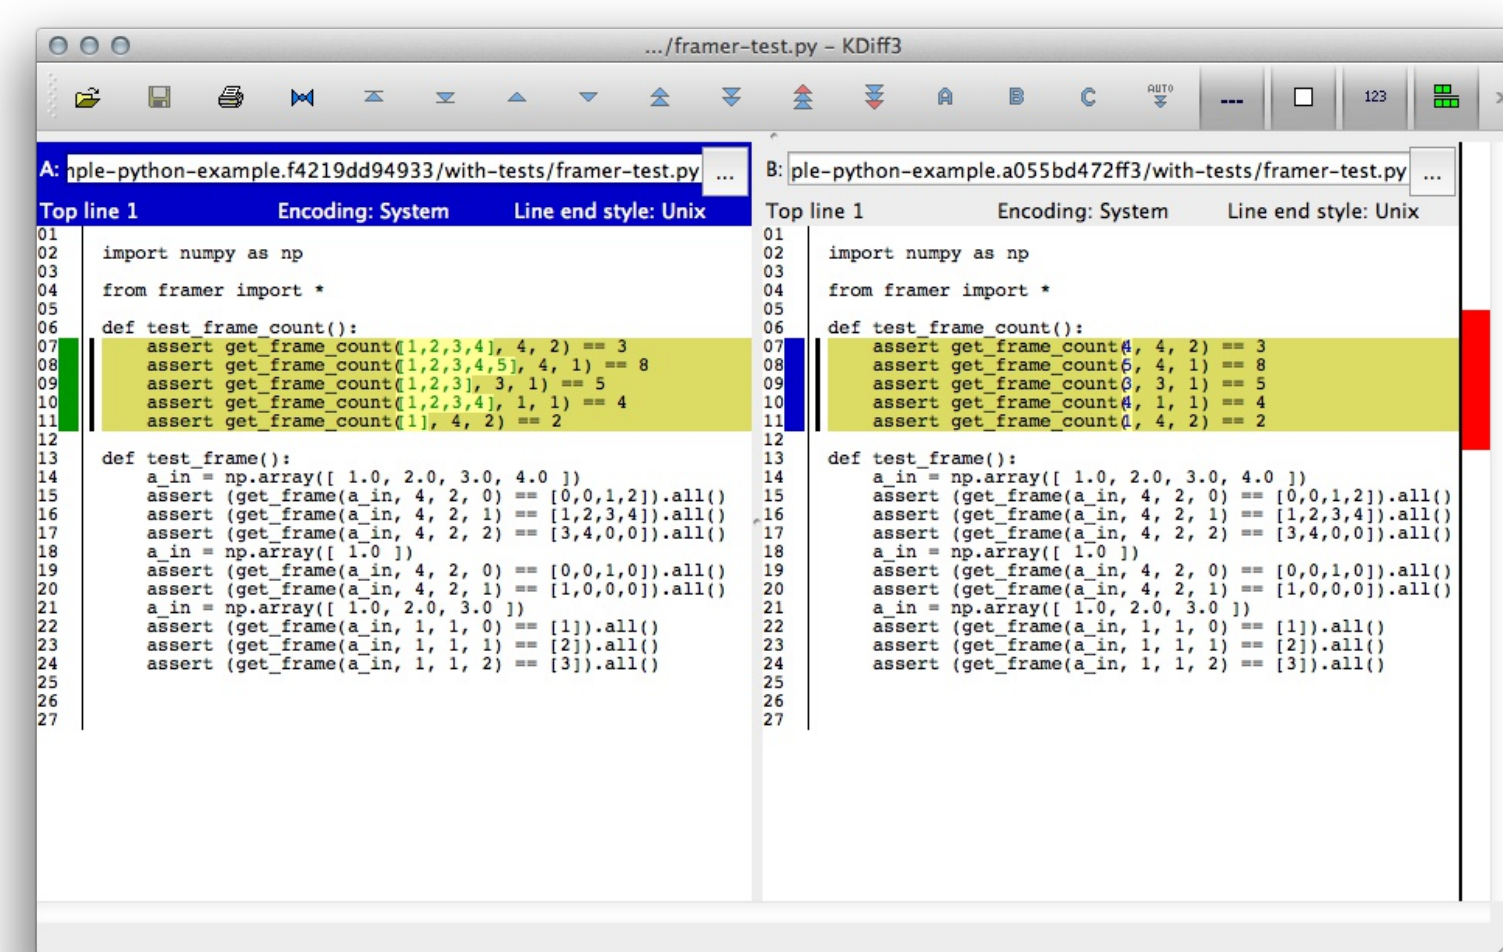 .../framer-test.py – KDiff3
AUTO
A B C 123
A: ple-python-example.f4219dd94933/with-tests/framer-test.py ...
Top line 1 Encoding: System Line end style: Unix
01
02 import numpy as np
03
04 from framer import *
05
06 def test_frame_count():
07 assert get_frame_count([1,2,3,4], 4, 2) == 3
08 assert get_frame_count([1,2,3,4,5], 4, 1) == 8
09 assert get_frame_count([1,2,3], 3, 1) == 5
10 assert get_frame_count([1,2,3,4], 1, 1) == 4
11 assert get_frame_count([1], 4, 2) == 2
12
13 def test_frame():
14 a_in = np.array([ 1.0, 2.0, 3.0, 4.0 ])
15 assert (get_frame(a_in, 4, 2, 0) == [0,0,1,2]).all()
16 assert (get_frame(a_in, 4, 2, 1) == [1,2,3,4]).all()
17 assert (get_frame(a_in, 4, 2, 2) == [3,4,0,0]).all()
18 a_in = np.array([ 1.0 ])
19 assert (get_frame(a_in, 4, 2, 0) == [0,0,1,0]).all()
20 assert (get_frame(a_in, 4, 2, 1) == [1,0,0,0]).all()
21 a_in = np.array([ 1.0, 2.0, 3.0 ])
22 assert (get_frame(a_in, 1, 1, 0) == [1]).all()
23 assert (get_frame(a_in, 1, 1, 1) == [2]).all()
24 assert (get_frame(a_in, 1, 1, 2) == [3]).all()
25
26
27
B: ple-python-example.a055bd472ff3/with-tests/framer-test.py ...
Top line 1 Encoding: System Line end style: Unix
01
02 import numpy as np
03
04 from framer import *
05
06 def test_frame_count():
07 assert get_frame_count(4, 4, 2) == 3
08 assert get_frame_count(5, 4, 1) == 8
09 assert get_frame_count(3, 3, 1) == 5
10 assert get_frame_count(4, 1, 1) == 4
11 assert get_frame_count(1, 4, 2) == 2
12
13 def test_frame():
14 a_in = np.array([ 1.0, 2.0, 3.0, 4.0 ])
15 assert (get_frame(a_in, 4, 2, 0) == [0,0,1,2]).all()
16 assert (get_frame(a_in, 4, 2, 1) == [1,2,3,4]).all()
17 assert (get_frame(a_in, 4, 2, 2) == [3,4,0,0]).all()
18 a_in = np.array([ 1.0 ])
19 assert (get_frame(a_in, 4, 2, 0) == [0,0,1,0]).all()
20 assert (get_frame(a_in, 4, 2, 1) == [1,0,0,0]).all()
21 a_in = np.array([ 1.0, 2.0, 3.0 ])
22 assert (get_frame(a_in, 1, 1, 0) == [1]).all()
23 assert (get_frame(a_in, 1, 1, 1) == [2]).all()
24 assert (get_frame(a_in, 1, 1, 2) == [3]).all()
25
26
27